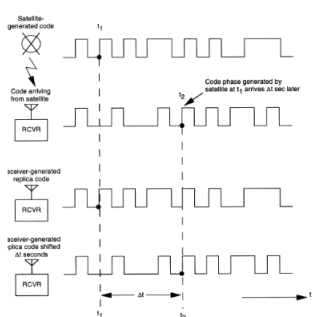 Satellite-
generated code
t1
Code arriving
from satellite
t2
Code phase generated by
satellite at t1 arrives Δt sec later
RCVR
eceiver-generated
replica code
RCVR
eceiver-generated
plica code shifted
Δt seconds
RCVR
Δt
t
t1
t2